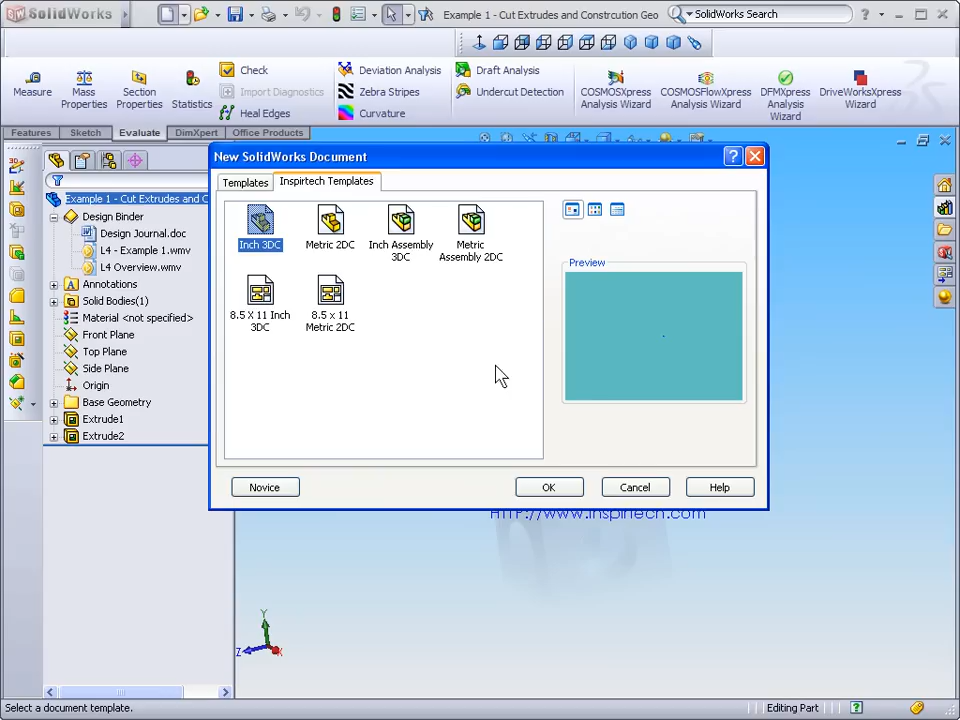 SolidWorks
Example 1 - Cut Extrudes and Constrcution Geo
SolidWorks Search
Measure
Mass Properties
Section Properties
Statistics
Check
Import Diagnostics
Heal Edges
Deviation Analysis
Zebra Stripes
Curvature
Draft Analysis
Undercut Detection
COSMOSXpress Analysis Wizard
COSMOSFlowXpress Analysis Wizard
DFMXpress Analysis Wizard
DriveWorksXpress Wizard
Features
Sketch
Evaluate
DimXpert
Office Products
Example 1 - Cut Extrudes and C
Design Binder
Design Journal.doc
L4 - Example 1.wmv
L4 Overview.wmv
Annotations
Solid Bodies(1)
Material <not specified>
Front Plane
Top Plane
Side Plane
Origin
Base Geometry
Extrude1
Extrude2
New SolidWorks Document
Templates
Inspirtech Templates
Inch 3DC
Metric 2DC
Inch Assembly
3DC
Metric
Assembly 2DC
8.5 X 11 Inch
3DC
8.5 x 11
Metric 2DC
Preview
Novice
OK
Cancel
Help
HTTP://www.inspirtech.com
Y
Z
X
Select a document template.
Editing Part